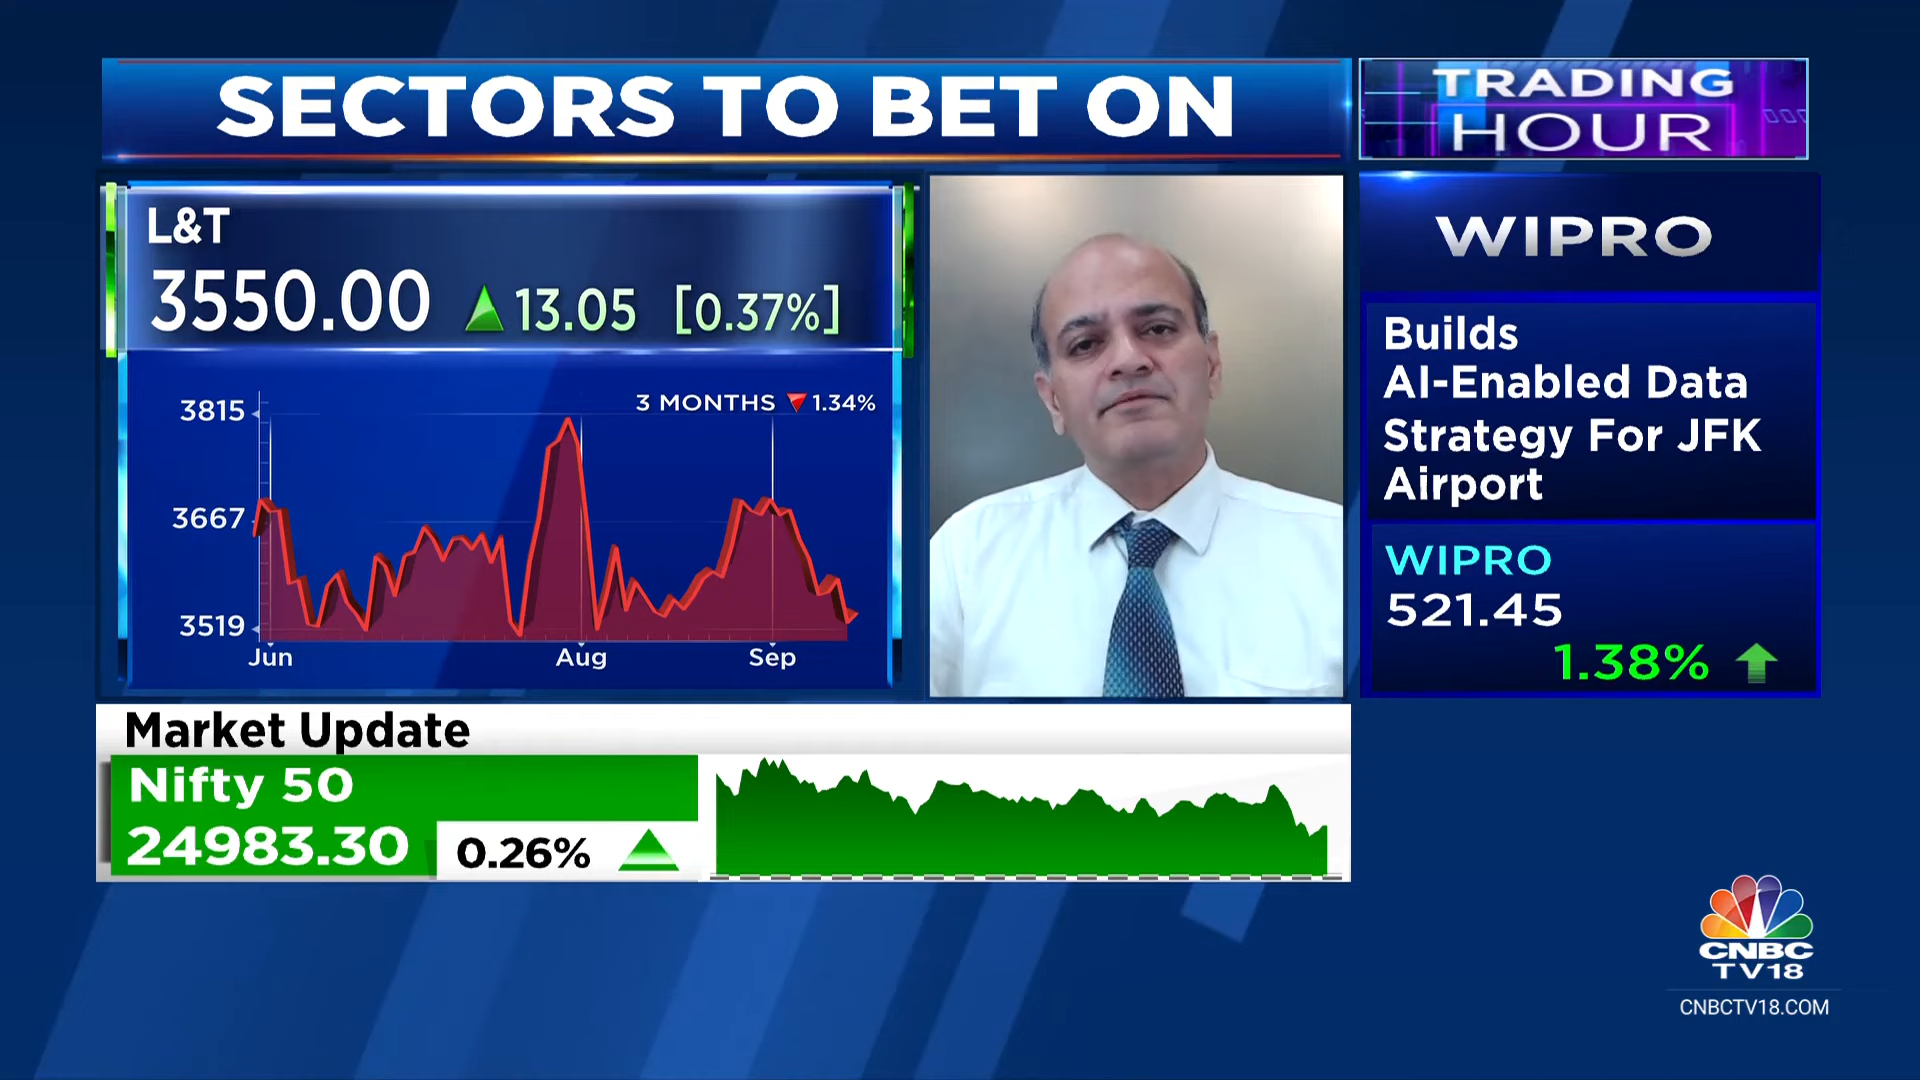 SECTORS TO BET ON
TRADING
HOUR
L&T
3550.00 ▲ 13.05 [0.37%]
3 MONTHS ▼ 1.34%
3815
3667
3519
Jun Aug Sep
WIPRO
Builds
AI-Enabled Data
Strategy For JFK
Airport
WIPRO
521.45
1.38%
Market Update
Nifty 50
24983.30 0.26%
CNBC
TV18
CNBCTV18.COM